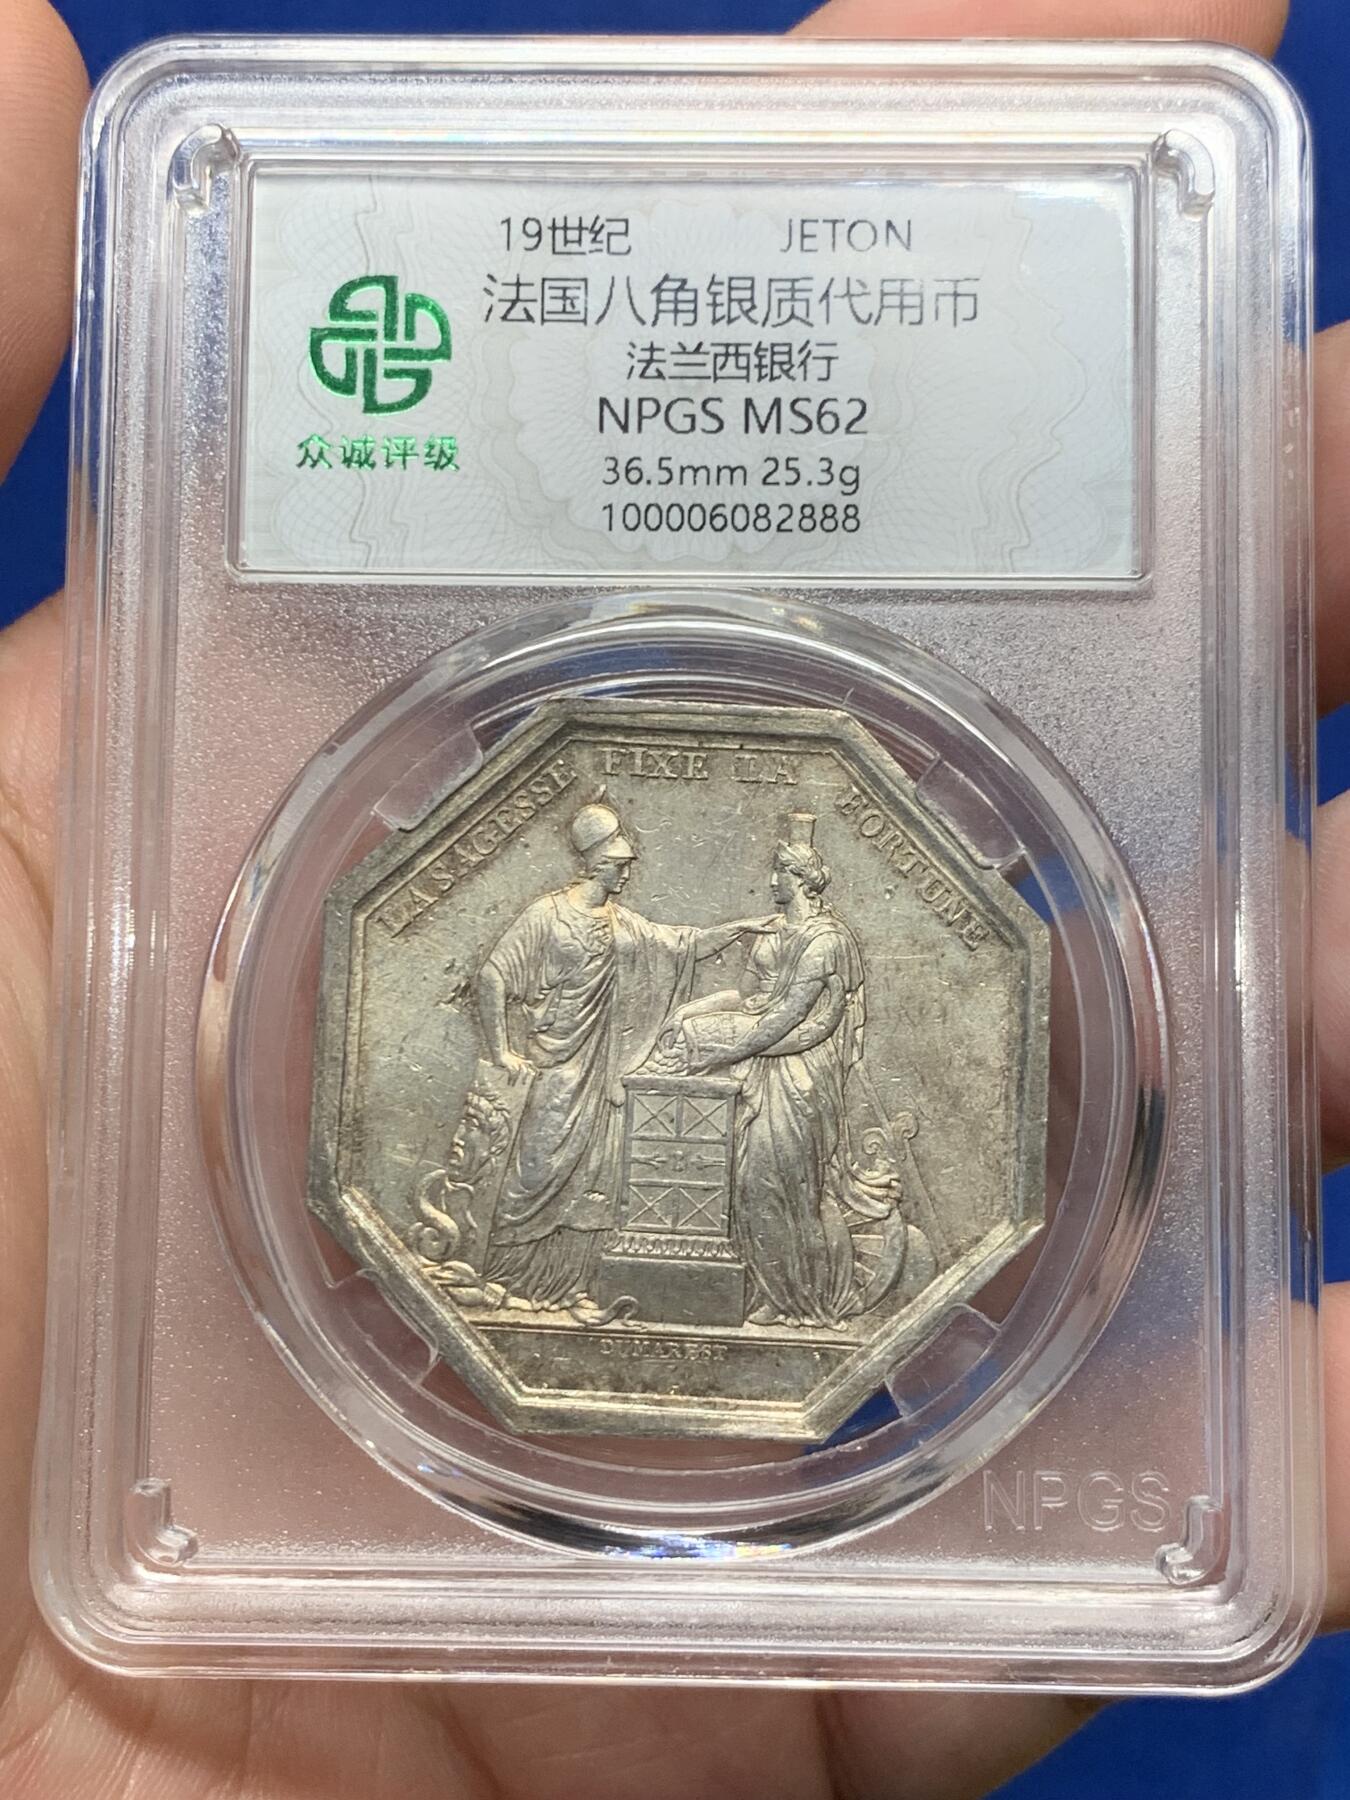 19世纪 JETON
法国八角银质代用币
法兰西银行
NPGS MS62
36.5mm 25.3g
100006082888
众诚评级
LA SAGESSE FIXE LA FORTUNE
DUMAREST
NPGS